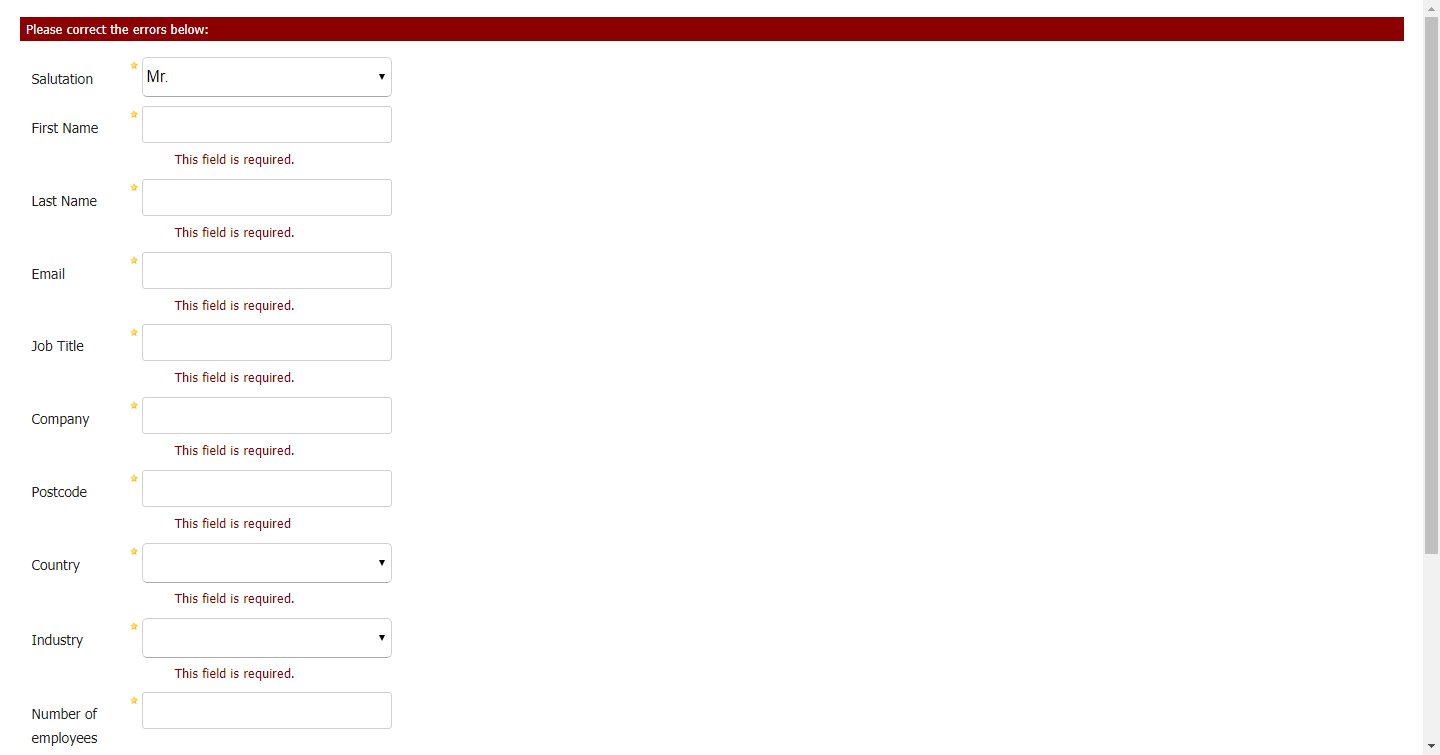 Please correct the errors below:
Salutation
Mr.
First Name
This field is required.
Last Name
This field is required.
Email
This field is required.
Job Title
This field is required.
Company
This field is required.
Postcode
This field is required
Country
This field is required.
Industry
This field is required.
Number of
employees